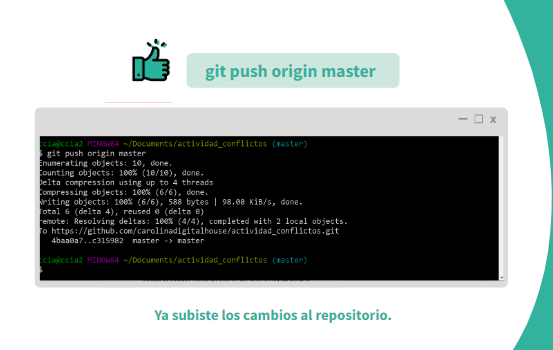 git push origin master
ccia@ccia2 MINGW64 ~/Documents/actividad_conflictos (master)
$ git push origin master
Enumerating objects: 10, done.
Counting objects: 100% (10/10), done.
Delta compression using up to 4 threads
Compressing objects: 100% (6/6), done.
Writing objects: 100% (6/6), 588 bytes | 98.00 KiB/s, done.
Total 6 (delta 4), reused 0 (delta 0)
remote: Resolving deltas: 100% (4/4), completed with 2 local objects.
To https://github.com/carolinadigitalhouse/actividad_conflictos.git
4baa0a7..c315982 master -> master
ccia@ccia2 MINGW64 ~/Documents/actividad_conflictos (master)
$
Ya subiste los cambios al repositorio.